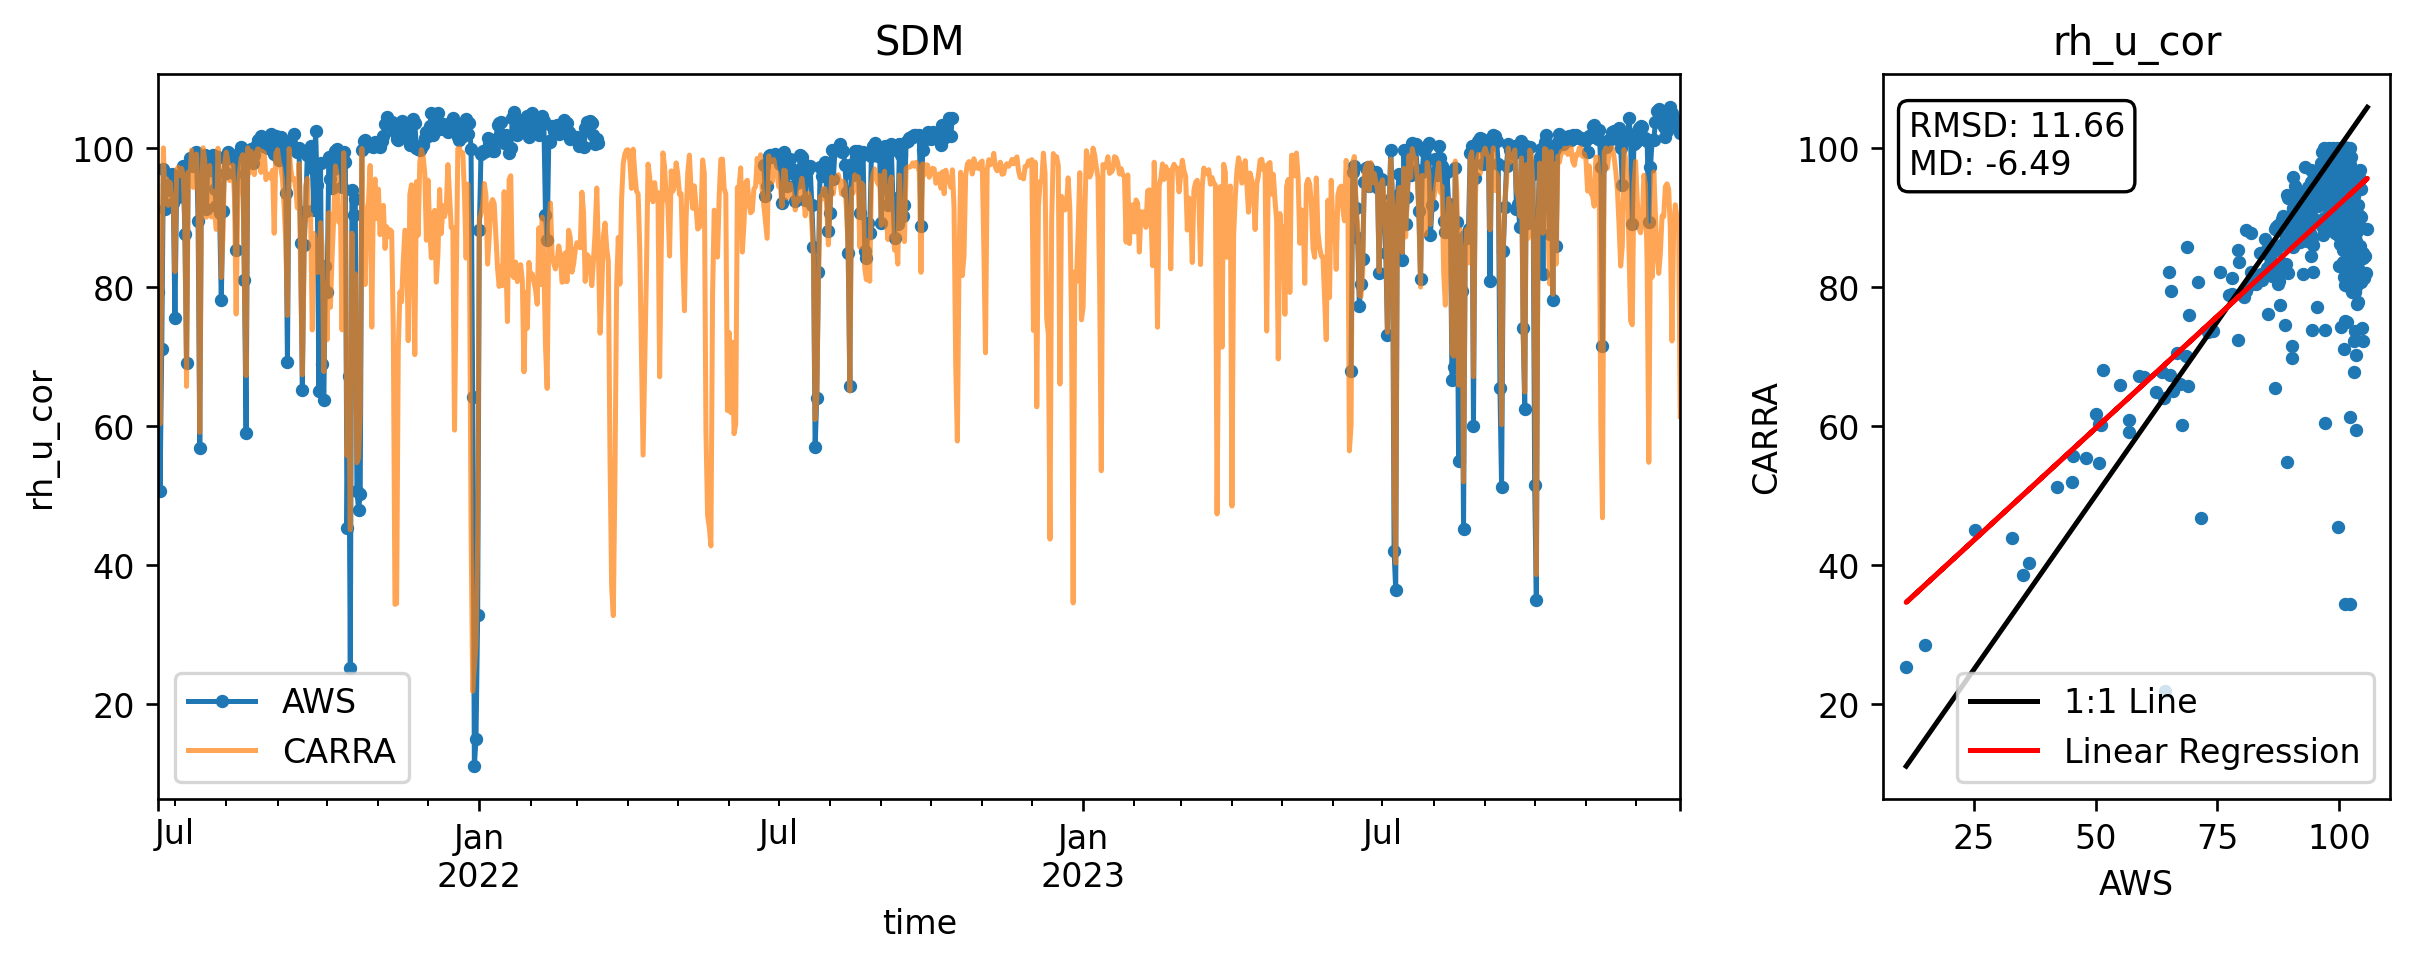 SDM
rh_u_cor
100
80
60
40
20
AWS
CARRA
Jul
Jan
2022
Jul
Jan
2023
Jul
time
rh_u_cor
RMSD: 11.66
MD: -6.49
CARRA
100
80
60
40
20
1:1 Line
Linear Regression
25
50
75
100
AWS